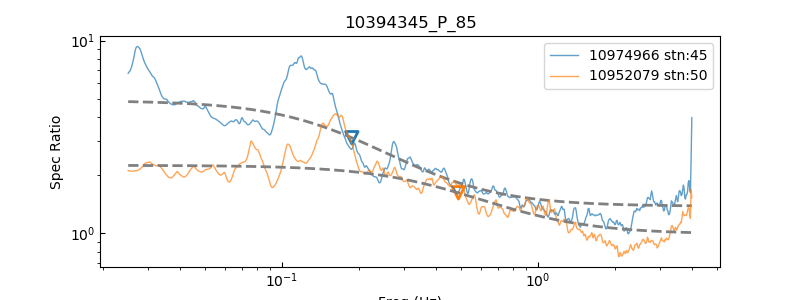 10394345_P_85
10974966 stn:45
10952079 stn:50
Spec Ratio
10¹
10⁰
10⁻¹
10⁰
Freq (Hz)